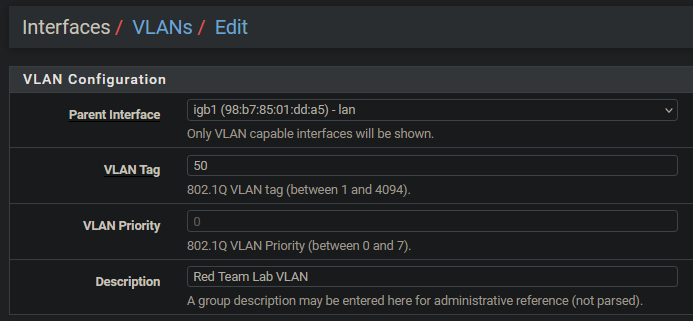 Interfaces / VLANs / Edit
VLAN Configuration
Parent Interface
igb1 (98:b7:85:01:dd:a5) - lan
Only VLAN capable interfaces will be shown.
VLAN Tag
50
802.1Q VLAN tag (between 1 and 4094).
VLAN Priority
0
802.1Q VLAN Priority (between 0 and 7).
Description
Red Team Lab VLAN
A group description may be entered here for administrative reference (not parsed).